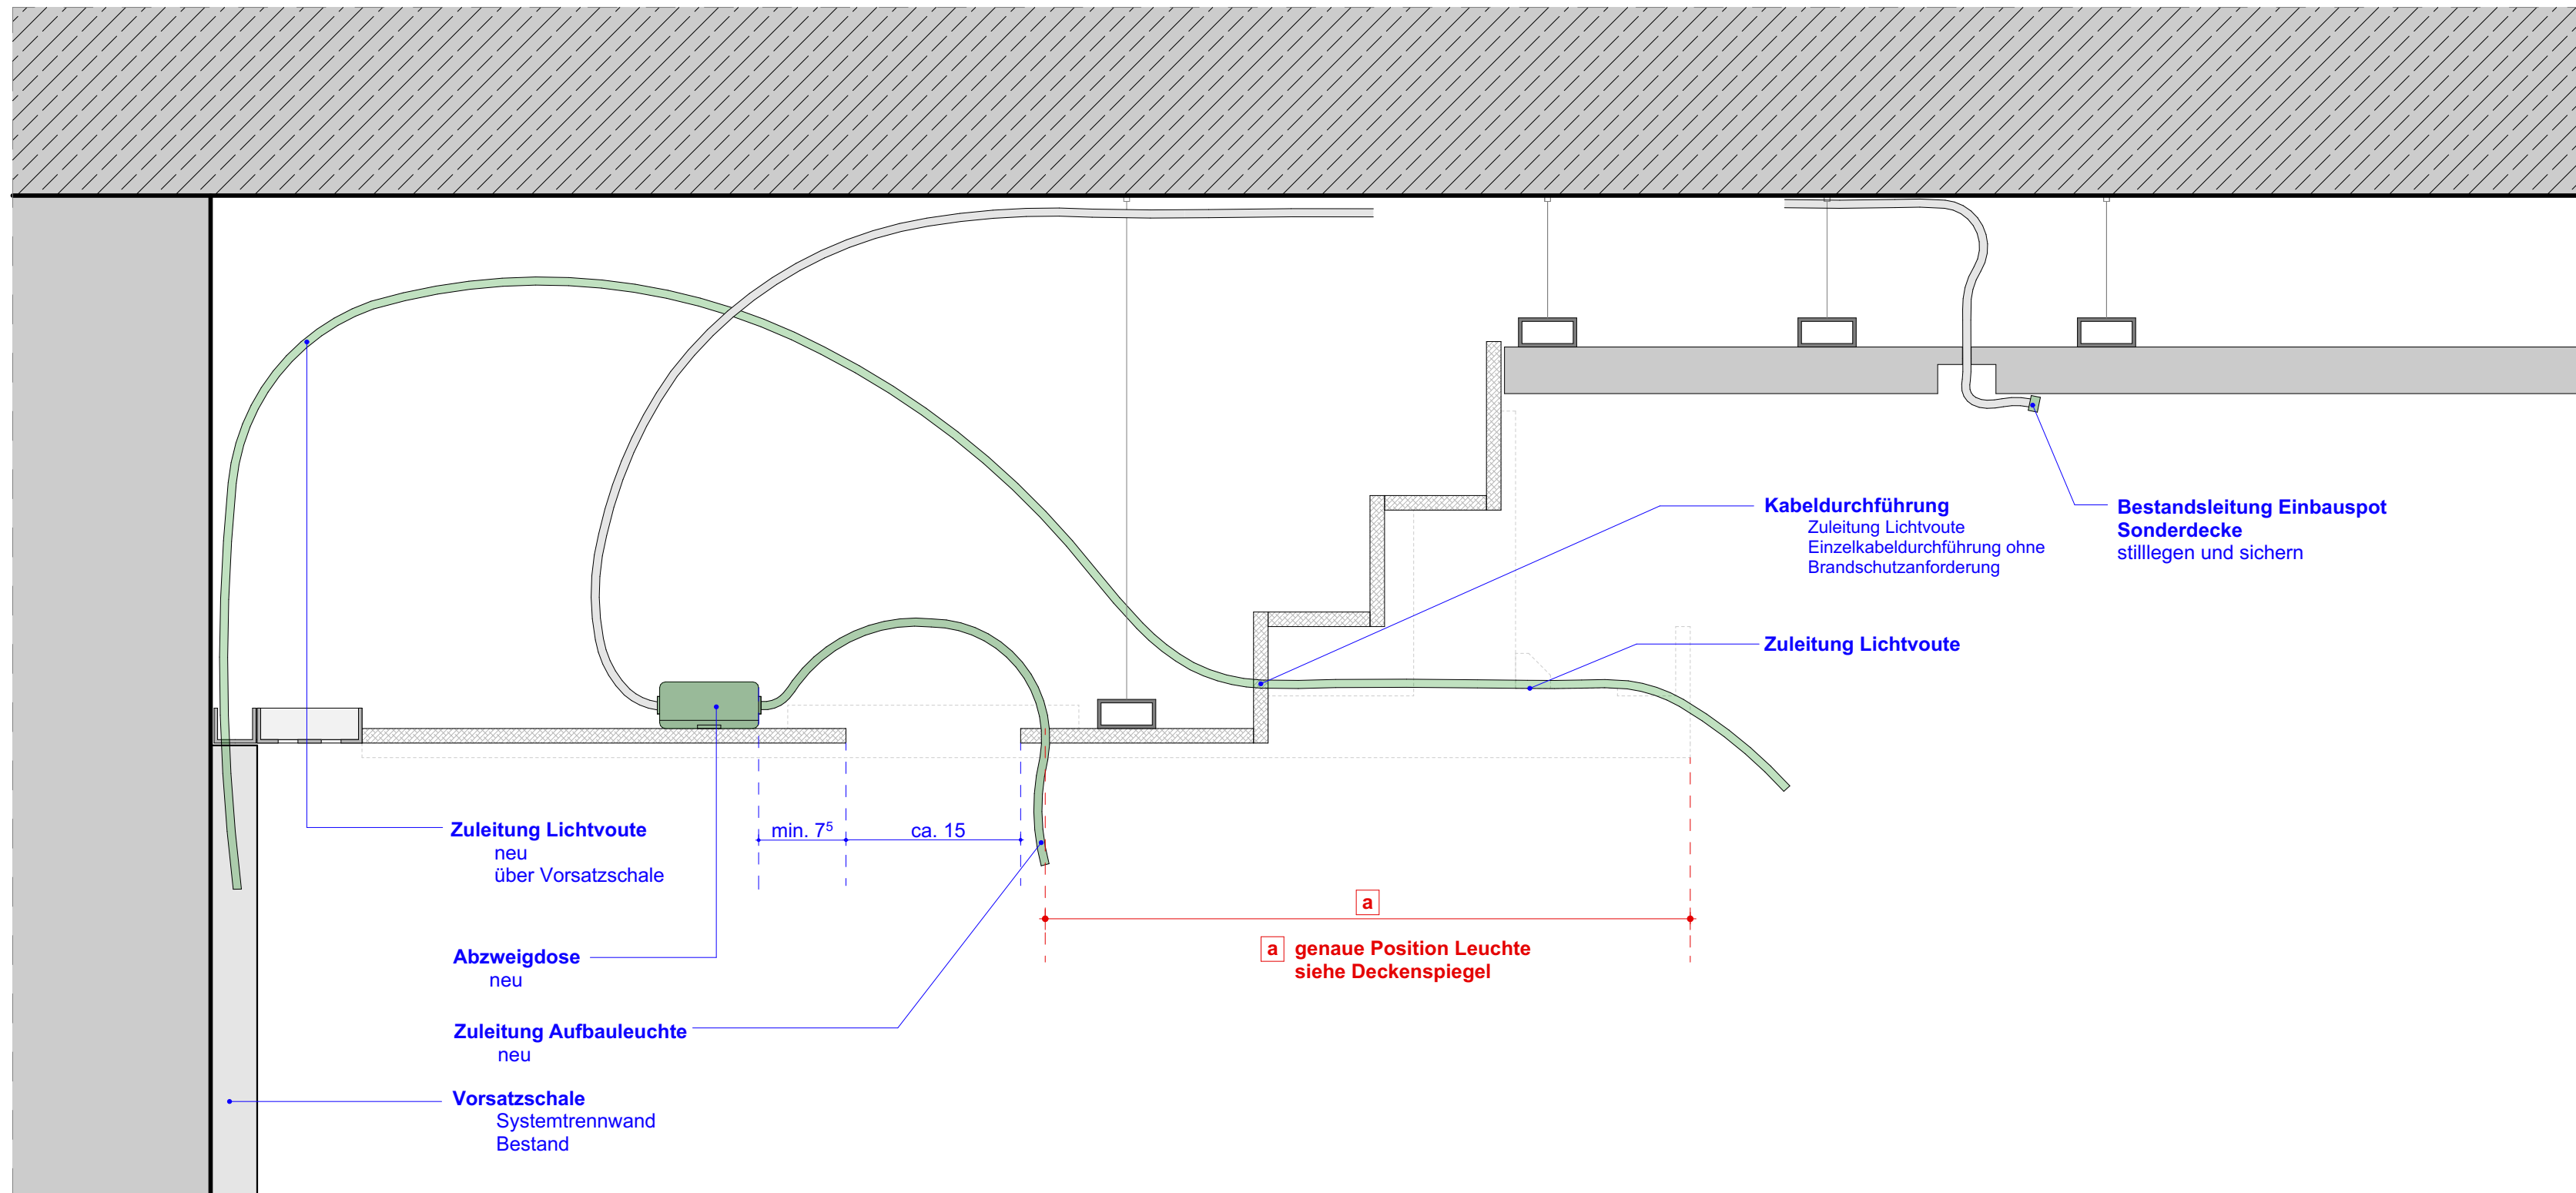 Kabeldurchführung
Zuleitung Lichtvoute
Einzelkabeldurchführung ohne
Brandschutzanforderung
Bestandsleitung Einbauspot
Sonderdecke
stilllegen und sichern
Zuleitung Lichtvoute
Zuleitung Lichtvoute
neu
über Vorsatzschale
min. 7⁵
ca. 15
a
a genaue Position Leuchte
siehe Deckenspiegel
Abzweigdose
neu
Zuleitung Aufbauleuchte
neu
Vorsatzschale
Systemtrennwand
Bestand